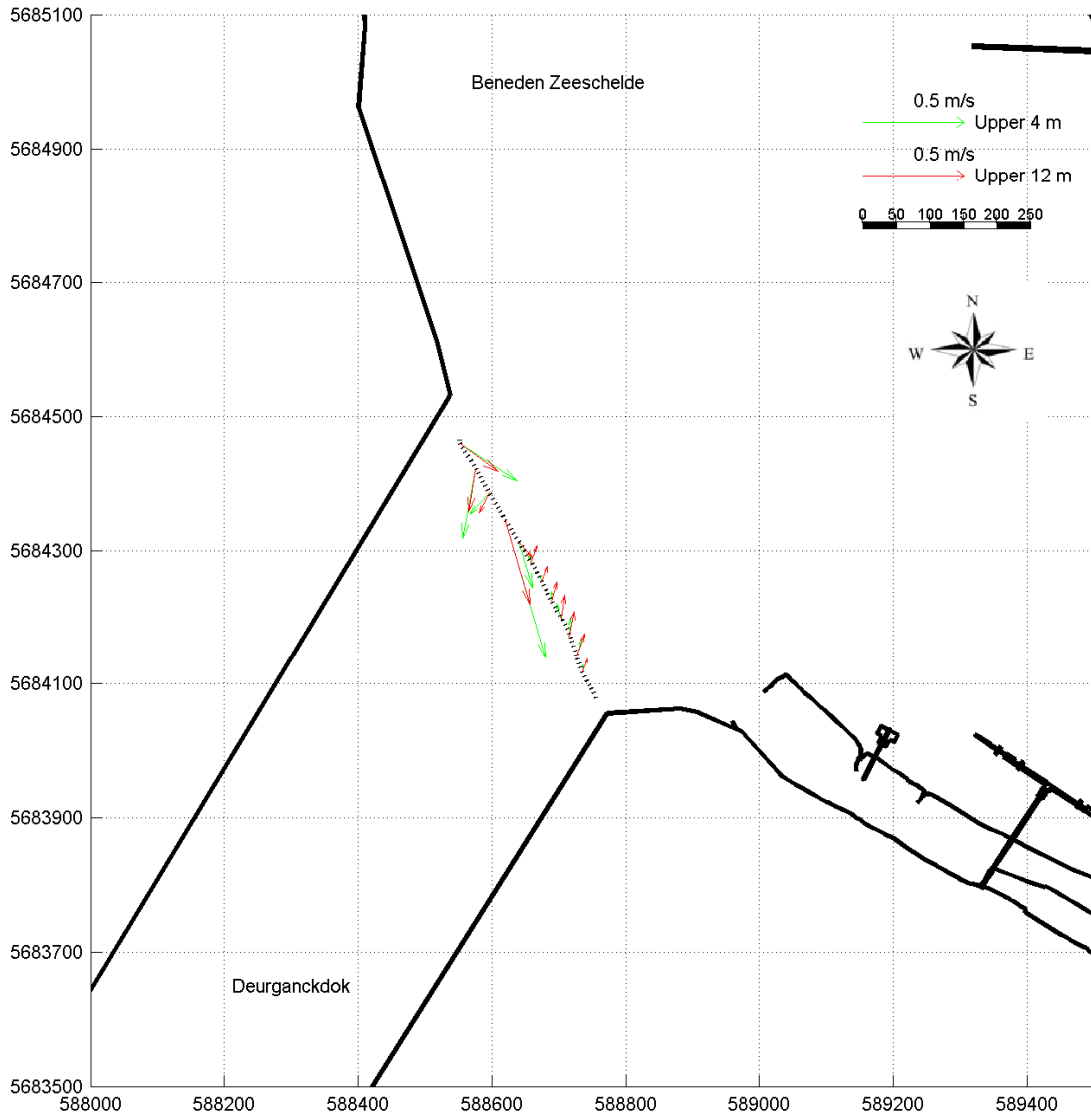 5685100
Beneden Zeeschelde
0.5 m/s
Upper 4 m
5684900
0.5 m/s
Upper 12 m
0 50 100 150 200 250
5684700
N
W E
S
5684500
5684300
5684100
5683900
5683700
Deurganckdok
5683500
588000 588200 588400 588600 588800 589000 589200 589400